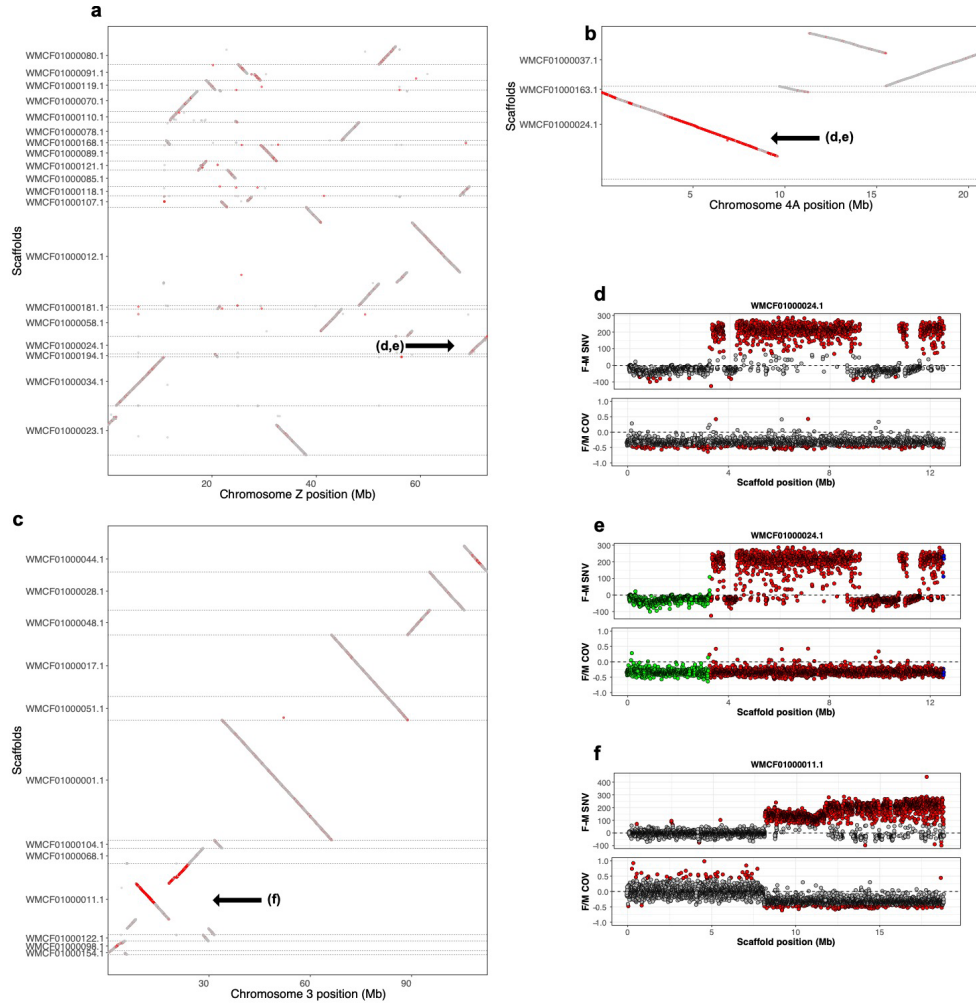 a
WMCF01000080.1
WMCF01000091.1
WMCF01000119.1
WMCF01000070.1
WMCF01000110.1
WMCF01000078.1
WMCF01000168.1
WMCF01000089.1
WMCF01000121.1
WMCF01000085.1
WMCF01000118.1
WMCF01000107.1
WMCF01000012.1
WMCF01000181.1
WMCF01000058.1
WMCF01000024.1
WMCF01000194.1
WMCF01000034.1
WMCF01000023.1
Scaffolds
(d,e)
20 40 60
Chromosome Z position (Mb)
b
WMCF01000037.1
WMCF01000163.1
WMCF01000024.1
Scaffolds
(d,e)
5 10 15 20
Chromosome 4A position (Mb)
c
WMCF01000044.1
WMCF01000028.1
WMCF01000048.1
WMCF01000017.1
WMCF01000051.1
WMCF01000001.1
WMCF01000104.1
WMCF01000068.1
WMCF01000011.1
WMCF01000122.1
WMCF01000098.1
WMCF01000154.1
Scaffolds
(f)
30 60 90
Chromosome 3 position (Mb)
d
WMCF01000024.1
F-M SNV
300
200
100
0
-100
F/M COV
1.0
0.5
0.0
-0.5
-1.0
0 4 8 12
Scaffold position (Mb)
e
WMCF01000024.1
F-M SNV
300
200
100
0
-100
F/M COV
1.0
0.5
0.0
-0.5
-1.0
0 4 8 12
Scaffold position (Mb)
f
WMCF01000011.1
F-M SNV
400
300
200
100
0
-100
F/M COV
1.0
0.5
0.0
-0.5
-1.0
0 5 10 15
Scaffold position (Mb)